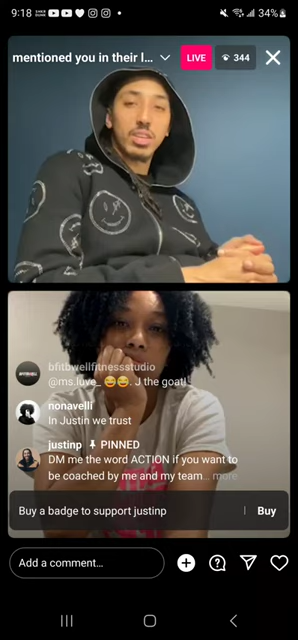 9:18
34%
mentioned you in their l...
LIVE
344
bfitbwellfitnessstudio
@ms.luve_ 😅😅. J the goat!
nonavelli
In Justin we trust
justinp PINNED
DM me the word ACTION if you want to
be coached by me and my team... more
Buy a badge to support justinp
Buy
Add a comment...